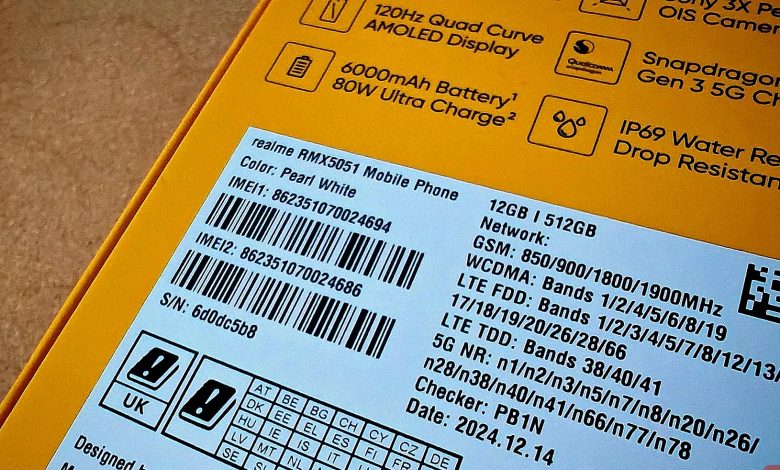 120Hz Quad Curve
AMOLED Display
3X
OIS Camera
6000mAh Battery¹
80W Ultra Charge²
Qualcomm
snapdragon
Snapdragon
Gen 3 5G
IP69 Water
Drop
realme RMX5051 Mobile Phone
Color: Pearl White
IMEI1: 862351070024694
IMEI2: 862351070024686
S/N: 6d0dc5b8
12GB I 512GB
Network:
GSM: 850/900/1800/1900MHz
WCDMA: Bands 1/2/4/5/6/8/19
LTE FDD: Bands 1/2/3/4/5/7/8/12/13/
17/18/19/20/26/28/66
LTE TDD: Bands 38/40/41
5G NR: n1/n2/n3/n5/n7/n8/n20/n26/
n28/n38/n40/n41/n66/n77/n78
Checker: PB1N
Date: 2024.12.14
UK
AT BE BG CH CY CZ DE
DK EE EL ES FI FR
HU IE IS IT
LV LI
SE
Designed